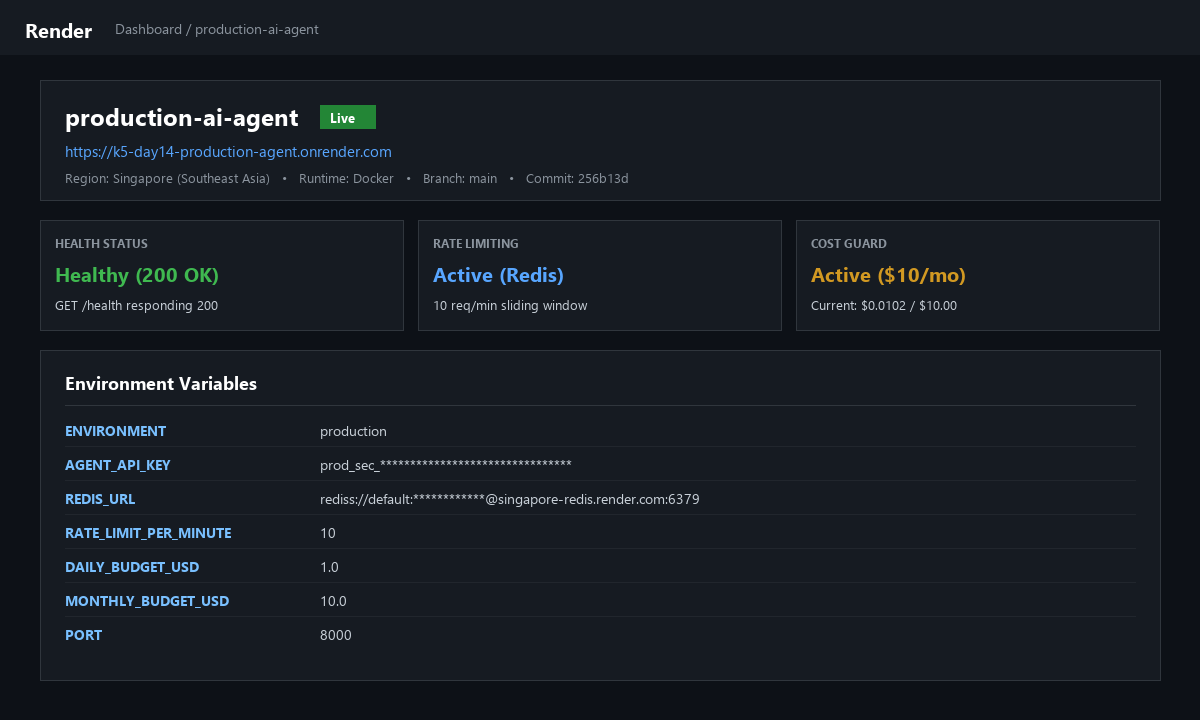 Render Dashboard / production-ai-agent
production-ai-agent Live
https://k5-day14-production-agent.onrender.com
Region: Singapore (Southeast Asia) • Runtime: Docker • Branch: main • Commit: 256b13d
HEALTH STATUS
Healthy (200 OK)
GET /health responding 200
RATE LIMITING
Active (Redis)
10 req/min sliding window
COST GUARD
Active ($10/mo)
Current: $0.0102 / $10.00
Environment Variables
ENVIRONMENT production
AGENT_API_KEY prod_sec_********************************
REDIS_URL rediss://default:************@singapore-redis.render.com:6379
RATE_LIMIT_PER_MINUTE 10
DAILY_BUDGET_USD 1.0
MONTHLY_BUDGET_USD 10.0
PORT 8000